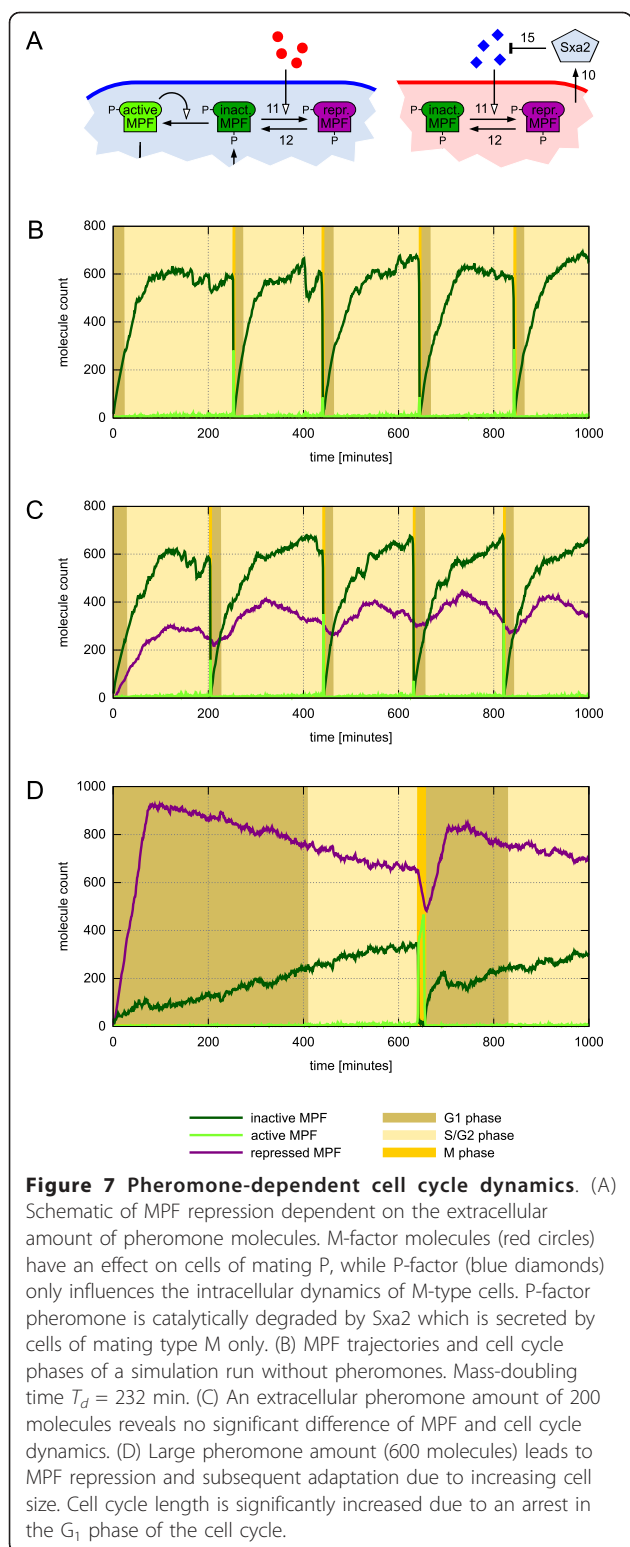 A
15
Sxa2
10
P
active
MPF
P
inact
MPF
P
11
12
P
repr.
MPF
P
P
inact
MPF
P
11
12
P
repr.
MPF
P
B
800
600
400
200
0
molecule count
0 200 400 600 800 1000
time [minutes]
C
800
600
400
200
0
molecule count
0 200 400 600 800 1000
time [minutes]
D
1000
800
600
400
200
0
molecule count
0 200 400 600 800 1000
time [minutes]
inactive MPF G1 phase
active MPF S/G2 phase
repressed MPF M phase
Figure 7 Pheromone-dependent cell cycle dynamics. (A)
Schematic of MPF repression dependent on the extracellular
amount of pheromone molecules. M-factor molecules (red circles)
have an effect on cells of mating P, while P-factor (blue diamonds)
only influences the intracellular dynamics of M-type cells. P-factor
pheromone is catalytically degraded by Sxa2 which is secreted by
cells of mating type M only. (B) MPF trajectories and cell cycle
phases of a simulation run without pheromones. Mass-doubling
time Td = 232 min. (C) An extracellular pheromone amount of 200
molecules reveals no significant difference of MPF and cell cycle
dynamics. (D) Large pheromone amount (600 molecules) leads to
MPF repression and subsequent adaptation due to increasing cell
size. Cell cycle length is significantly increased due to an arrest in
the G1 phase of the cell cycle.